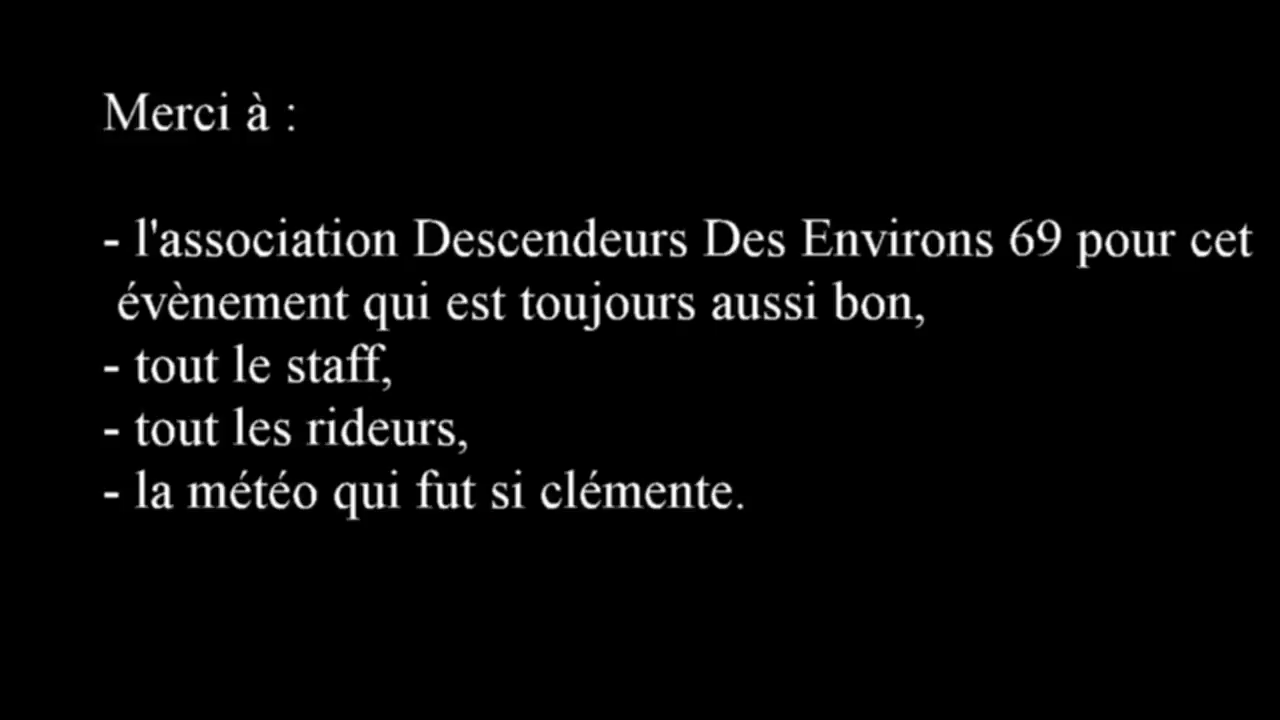 Merci à :
- l'association Descendeurs Des Environs 69 pour cet
évènement qui est toujours aussi bon,
- tout le staff,
- tout les rideurs,
- la météo qui fut si clémente.